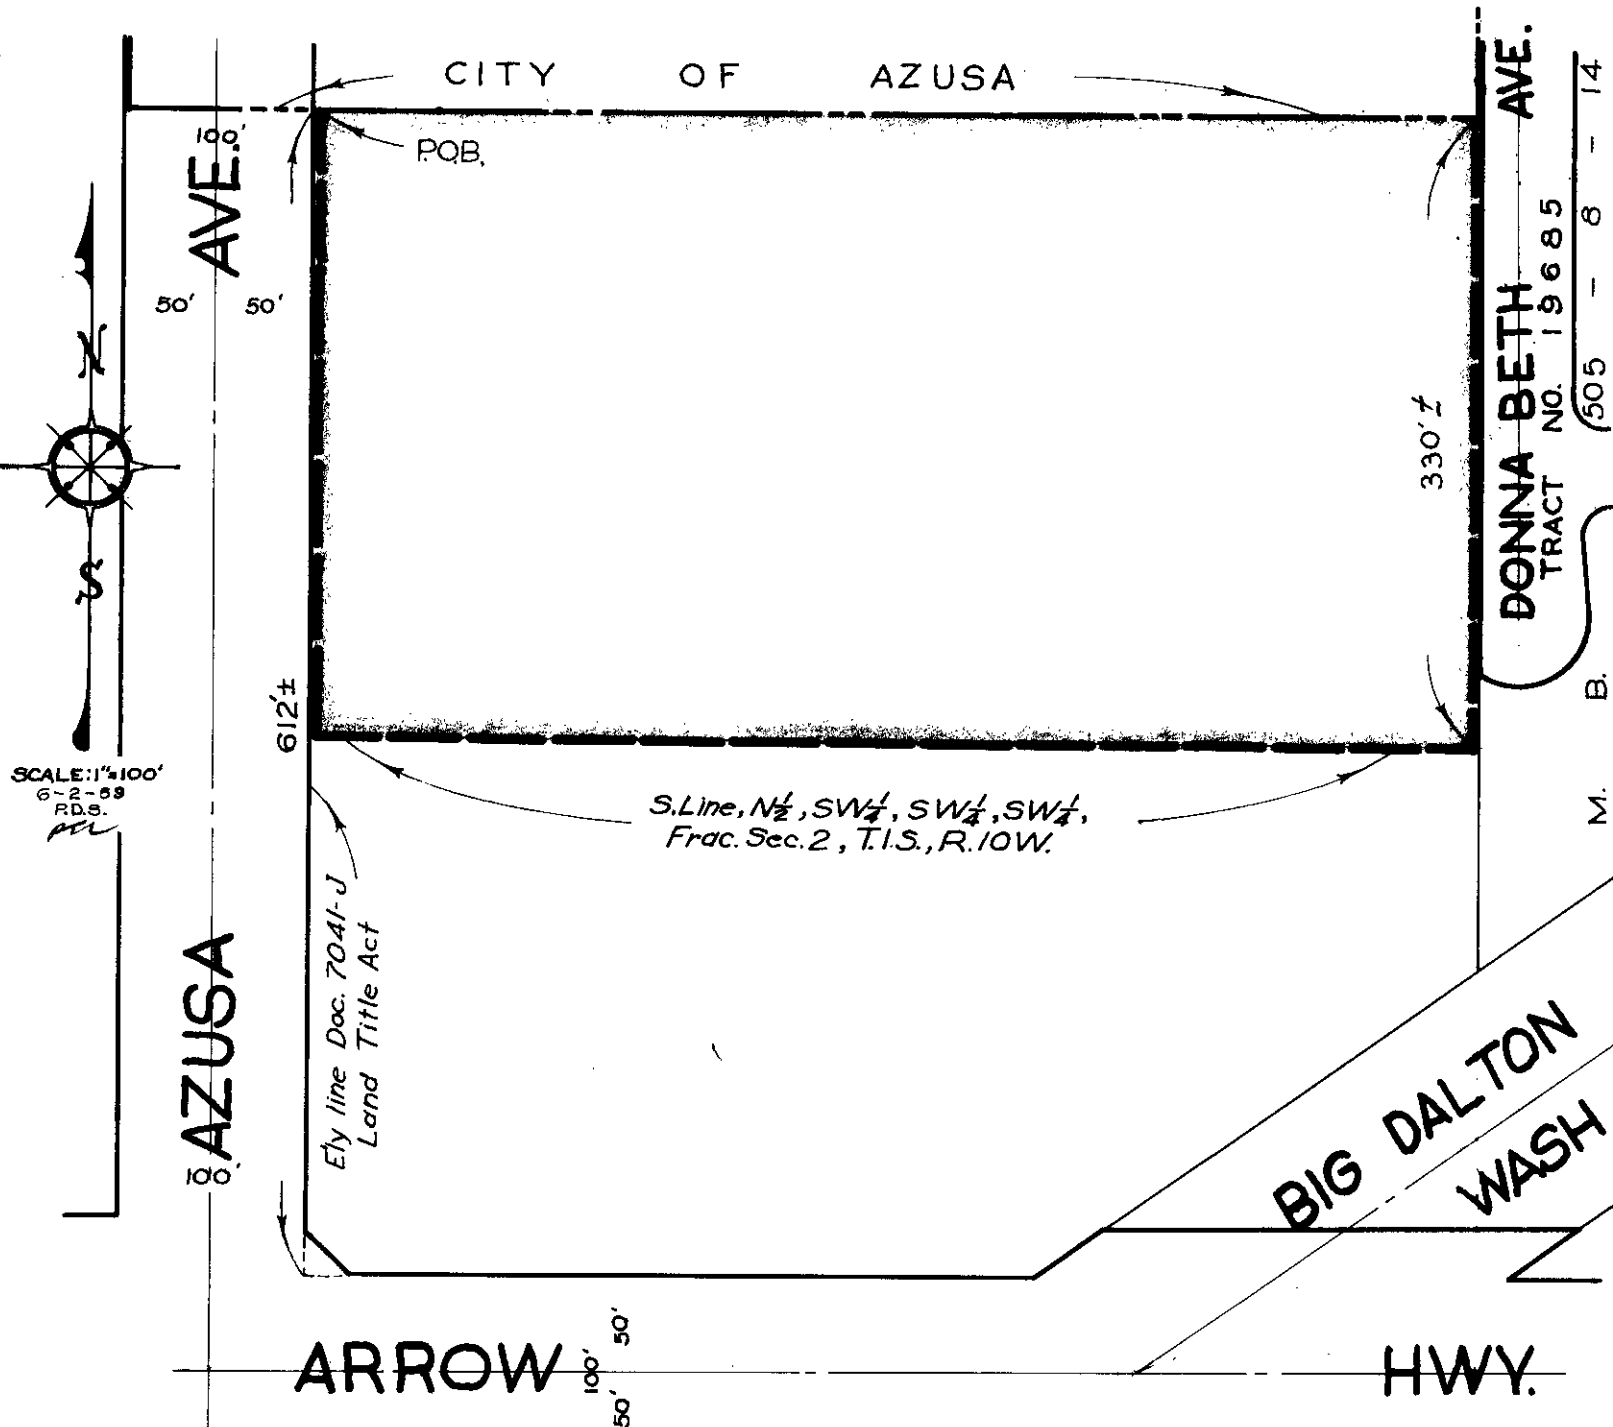 CITY OF AZUSA
P.O.B.
100'
AZUSA AVE.
50' 50'
N
S
SCALE: 1"=100'
6-2-69
P.D.S.
612'±
330'±
DONNA BETH AVE.
TRACT NO. 19685
M. B. 505 - 8 - 14
S.Line, N½, SW¼, SW¼, SW¼,
Frac. Sec. 2, T.1S., R.10W.
E'ly line Doc. 7041-J
Land Title Act
100'
BIG DALTON
WASH
50'
100'
50'
ARROW HWY.